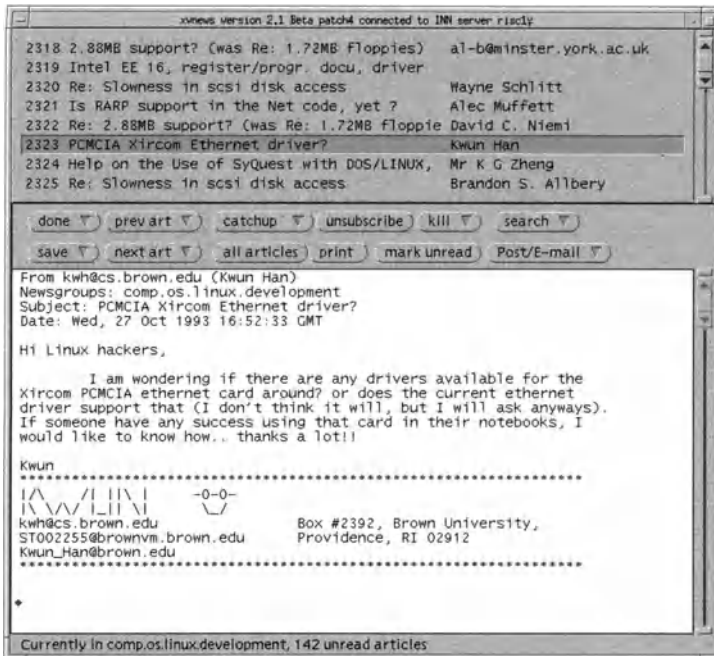 xvnews version 2.1 Beta patch4 connected to INN server risc1y
2318 2.88MB support? (was Re: 1.72MB floppies) al-b@minster.york.ac.uk
2319 Intel EE 16, register/progr. docu, driver
2320 Re: Slowness in scsi disk access Wayne Schlitt
2321 Is RARP support in the Net code, yet ? Alec Muffett
2322 Re: 2.88MB support? (was Re: 1.72MB floppie David C. Niemi
2323 PCMCIA Xircom Ethernet driver? Kwun Han
2324 Help on the Use of SyQuest with DOS/LINUX, Mr K G Zheng
2325 Re: Slowness in scsi disk access Brandon S. Allbery
done prev art catchup unsubscribe kill search
save next art all articles print mark unread Post/E-mail
From kwh@cs.brown.edu (Kwun Han)
Newsgroups: comp.os.linux.development
Subject: PCMCIA Xircom Ethernet driver?
Date: Wed, 27 Oct 1993 16:52:33 GMT
Hi Linux hackers,
I am wondering if there are any drivers available for the
Xircom PCMCIA ethernet card around? or does the current ethernet
driver support that (I don't think it will, but I will ask anyways).
If someone have any success using that card in their notebooks, I
would like to know how.. thanks a lot!!
Kwun
*****************************************************************
|/\ /| ||\ | -O-O-
|\ \/\/ |_|| \| \_/
kwh@cs.brown.edu Box #2392, Brown University,
ST002255@brownvm.brown.edu Providence, RI 02912
Kwun_Han@brown.edu
*****************************************************************
Currently in comp.os.linux.development, 142 unread articles